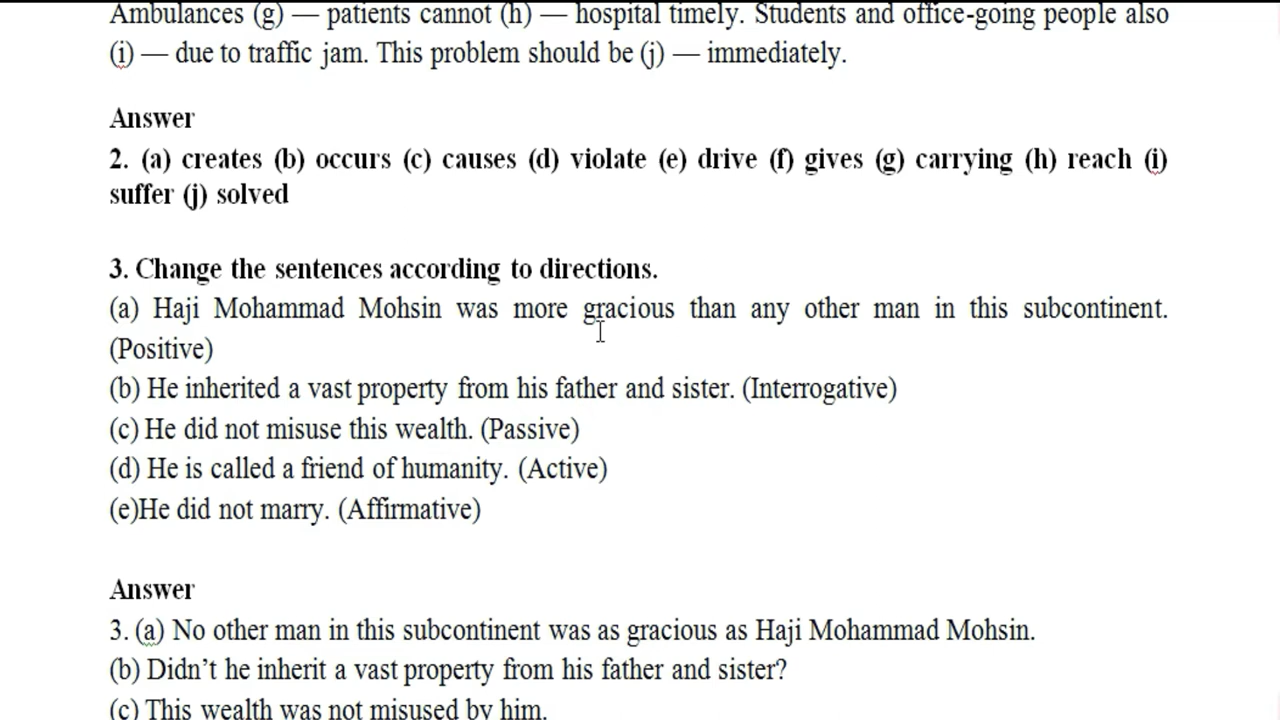 Ambulances (g) — patients cannot (h) — hospital timely. Students and office-going people also
(i) — due to traffic jam. This problem should be (j) — immediately.
Answer
2. (a) creates (b) occurs (c) causes (d) violate (e) drive (f) gives (g) carrying (h) reach (i)
suffer (j) solved
3. Change the sentences according to directions.
(a) Haji Mohammad Mohsin was more gracious than any other man in this subcontinent.
(Positive)
(b) He inherited a vast property from his father and sister. (Interrogative)
(c) He did not misuse this wealth. (Passive)
(d) He is called a friend of humanity. (Active)
(e)He did not marry. (Affirmative)
Answer
3. (a) No other man in this subcontinent was as gracious as Haji Mohammad Mohsin.
(b) Didn’t he inherit a vast property from his father and sister?
(c) This wealth was not misused by him.